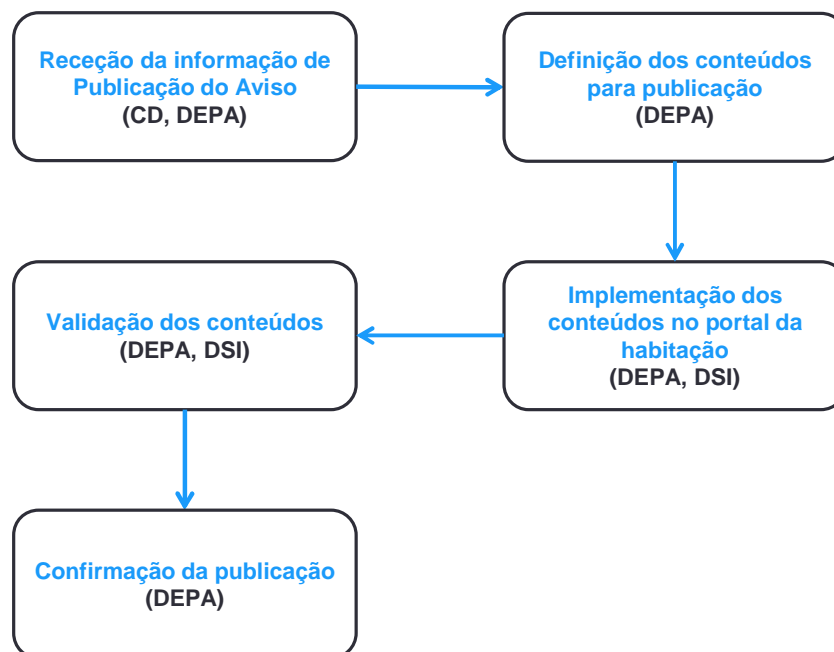 Receção da informação de
Publicação do Aviso
(CD, DEPA)
Definição dos conteúdos
para publicação
(DEPA)
Implementação dos
conteúdos no portal da
habitação
(DEPA, DSI)
Validação dos conteúdos
(DEPA, DSI)
Confirmação da publicação
(DEPA)